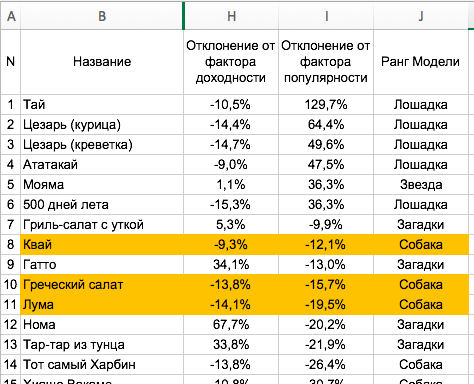 A B H I J
N Название Отклонение от фактора доходности Отклонение от фактора популярности Ранг Модели
1 Тай -10,5% 129,7% Лошадка
2 Цезарь (курица) -14,4% 64,4% Лошадка
3 Цезарь (креветка) -14,7% 49,6% Лошадка
4 Ататакай -9,0% 47,5% Лошадка
5 Мояма 1,1% 36,3% Звезда
6 500 дней лета -15,3% 36,3% Лошадка
7 Гриль-салат с уткой 5,3% -9,9% Загадки
8 Квай -9,3% -12,1% Собака
9 Гатто 34,1% -13,0% Загадки
10 Греческий салат -13,8% -15,7% Собака
11 Лума -14,1% -19,5% Собака
12 Нома 67,7% -20,2% Загадки
13 Тар-тар из тунца 33,8% -21,9% Загадки
14 Тот самый Харбин -13,8% -26,4% Собака